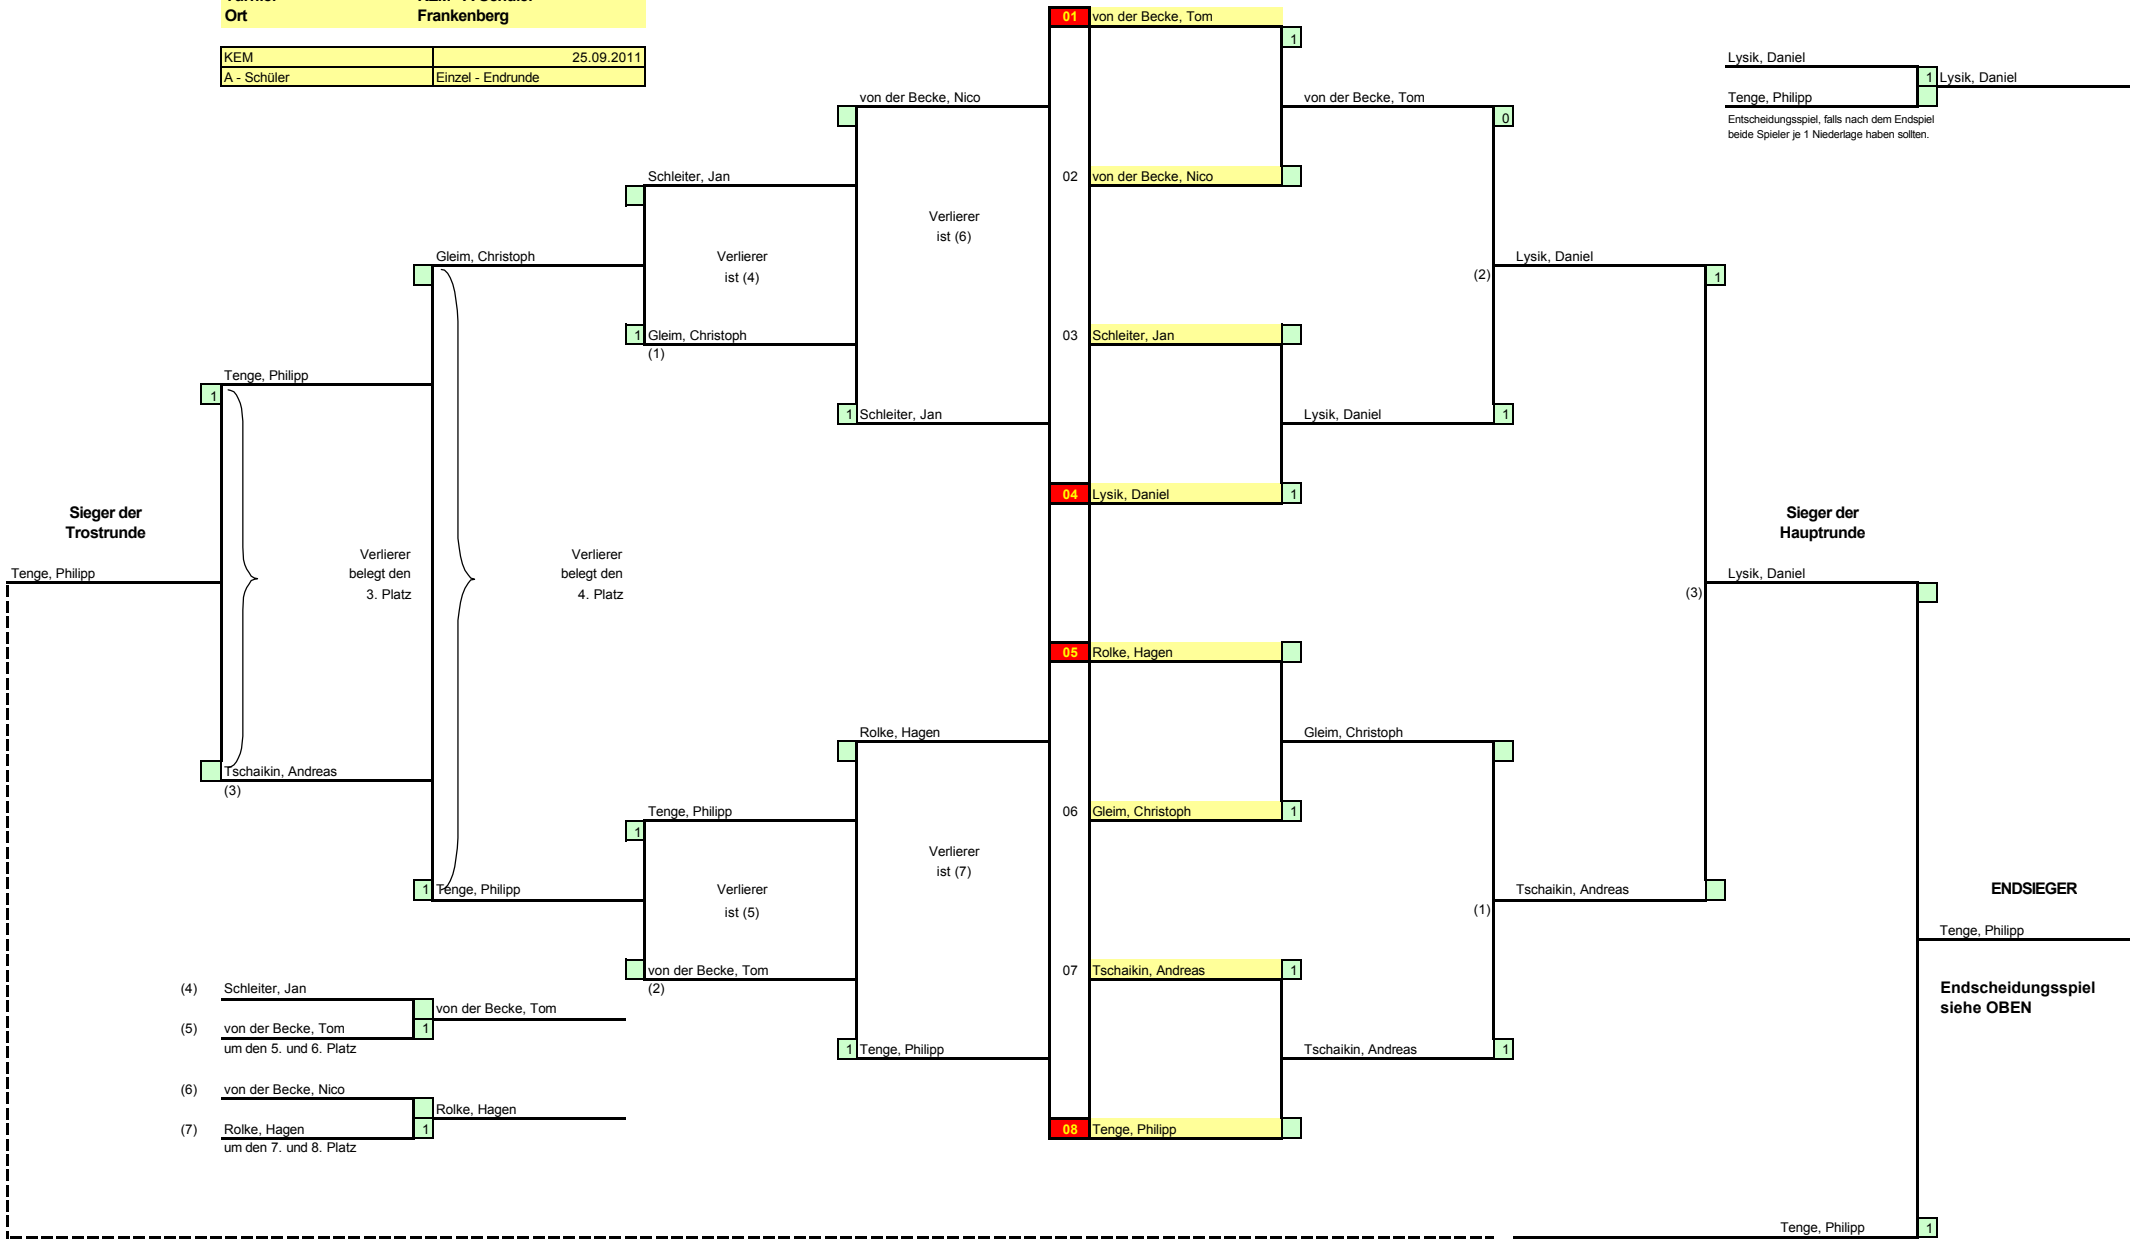 Ort Frankenberg
KEM 25.09.2011
A - Schüler Einzel - Endrunde
01 von der Becke, Tom
1
Lysik, Daniel
1 Lysik, Daniel
von der Becke, Nico
von der Becke, Tom
Tenge, Philipp
0
Entscheidungsspiel, falls nach dem Endspiel
beide Spieler je 1 Niederlage haben sollten.
Schleiter, Jan
02 von der Becke, Nico
Verlierer
ist (6)
Gleim, Christoph
Verlierer
ist (4)
Lysik, Daniel
(2)
1
1 Gleim, Christoph
(1)
03 Schleiter, Jan
Tenge, Philipp
1
1 Schleiter, Jan
Lysik, Daniel
1
04 Lysik, Daniel 1
Sieger der
Trostrunde
Sieger der
Hauptrunde
Verlierer
belegt den
3. Platz
Verlierer
belegt den
4. Platz
Tenge, Philipp
Lysik, Daniel
(3)
05 Rolke, Hagen
Rolke, Hagen
Gleim, Christoph
Tschaikin, Andreas
(3)
Tenge, Philipp
1
06 Gleim, Christoph 1
Verlierer
ist (7)
1 Tenge, Philipp
Verlierer
ist (5)
Tschaikin, Andreas
(1)
ENDSIEGER
Tenge, Philipp
von der Becke, Tom
(2)
07 Tschaikin, Andreas 1
Endscheidungsspiel
siehe OBEN
(4) Schleiter, Jan
von der Becke, Tom
(5) von der Becke, Tom 1
um den 5. und 6. Platz
1 Tenge, Philipp
Tschaikin, Andreas 1
(6) von der Becke, Nico
Rolke, Hagen
(7) Rolke, Hagen 1
um den 7. und 8. Platz
08 Tenge, Philipp
Tenge, Philipp 1